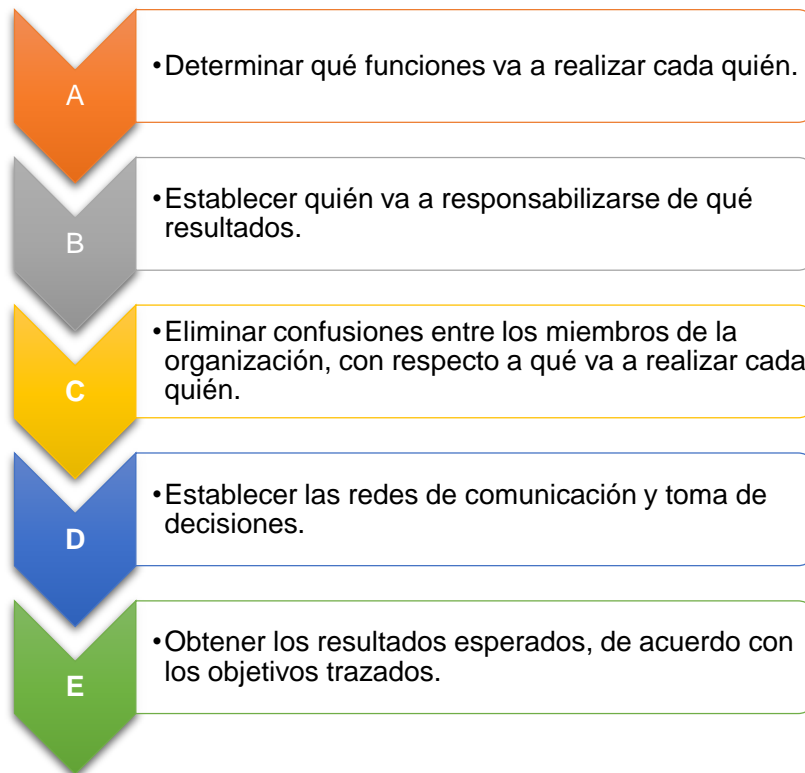 A
•Determinar qué funciones va a realizar cada quién.
B
•Establecer quién va a responsabilizarse de qué
resultados.
C
•Eliminar confusiones entre los miembros de la
organización, con respecto a qué va a realizar cada
quién.
D
•Establecer las redes de comunicación y toma de
decisiones.
E
•Obtener los resultados esperados, de acuerdo con
los objetivos trazados.